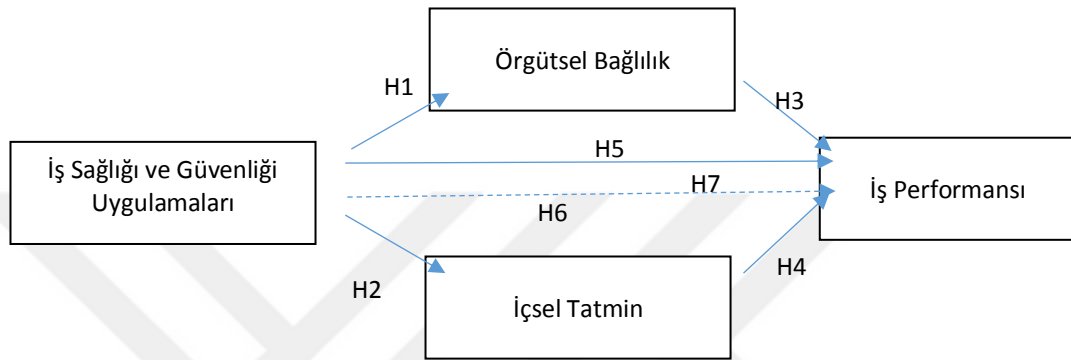 Örgütsel Bağlılık
H1
H3
İş Sağlığı ve Güvenliği
Uygulamaları
H5
İş Performansı
H7
H6
H2
H4
İçsel Tatmin